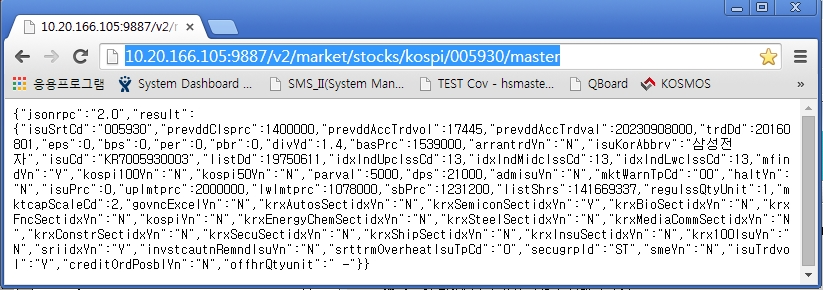 10.20.166.105:9887/v2/r
10.20.166.105:9887/v2/market/stocks/kospi/005930/master
응용프로그램 System Dashboard ... SMS_II(System Man... TEST Cov - hsmaste... QBoard KOSMOS »
{"jsonrpc":"2.0","result":
{"isuSrtCd":"005930","prevddClsprc":1400000,"prevddAccTrdvol":17445,"prevddAccTrdval":20230908000,"trdDd":20160
801,"eps":0,"bps":0,"per":0,"pbr":0,"divYd":1.4,"basPrc":1539000,"arrantrdYn":"N","isuKorAbbrv":"삼성전
자","isuCd":"KR7005930003","listDd":19750611,"idxIndUpclssCd":13,"idxIndMidclssCd":13,"idxIndLwclssCd":13,"mfind
dYn":"Y","kospi100Yn":"N","kospi50Yn":"N","parval":5000,"dps":21000,"admisuYn":"N","mktWarnTpCd":"00","haltYn":
"N","isuPrc":0,"uplmtprc":2000000,"lwlmtprc":1078000,"sbPrc":1231200,"listShrs":141669337,"regulssQtyUnit":1,"m
ktcapScaleCd":2,"govncExcelYn":"N","krxAutosSectidxYn":"N","krxSemiconSectidxYn":"Y","krxBioSectidxYn":"N","krx
FncSectidxYn":"N","kospiYn":"N","krxEnergyChemSectidxYn":"N","krxSteelSectidxYn":"N","krxMediaCommSectidxYn":"N
","krxConstrSectidxYn":"N","krxSecuSectidxYn":"N","krxShipSectidxYn":"N","krxInsuSectidxYn":"N","krx100IsuYn":"
N","sriidxYn":"Y","invstcautnRemndIsuYn":"N","srttrmOverheatIsuTpCd":"0","secugrpId":"ST","smeYn":"N","isuTrdvo
l":"Y","creditOrdPosblYn":"N","offhrQtyunit":" -"}}